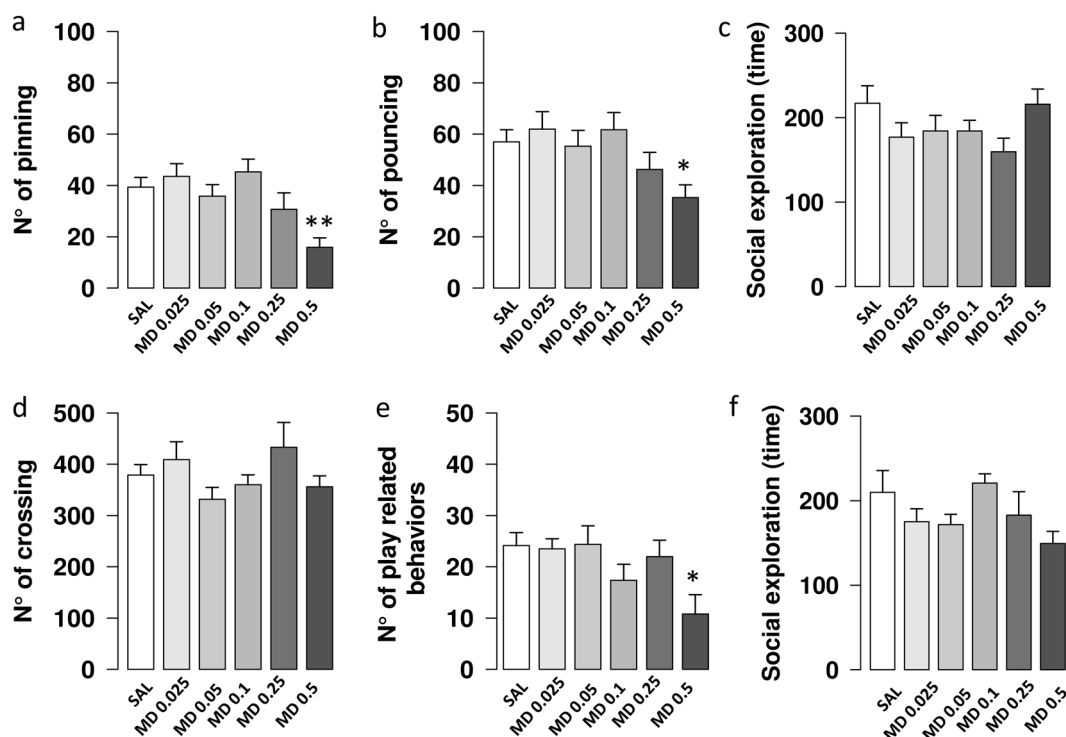 a
N° of pinning
100
80
60
40
20
0
**
SAL
MD 0.025
MD 0.05
MD 0.1
MD 0.25
MD 0.5
b
N° of pouncing
100
80
60
40
20
0
*
SAL
MD 0.025
MD 0.05
MD 0.1
MD 0.25
MD 0.5
c
Social exploration (time)
300
200
100
0
SAL
MD 0.025
MD 0.05
MD 0.1
MD 0.25
MD 0.5
d
N° of crossing
500
400
300
200
100
0
SAL
MD 0.025
MD 0.05
MD 0.1
MD 0.25
MD 0.5
e
N° of play related
behaviors
50
40
30
20
10
0
*
SAL
MD 0.025
MD 0.05
MD 0.1
MD 0.25
MD 0.5
f
Social exploration (time)
300
200
100
0
SAL
MD 0.025
MD 0.05
MD 0.1
MD 0.25
MD 0.5